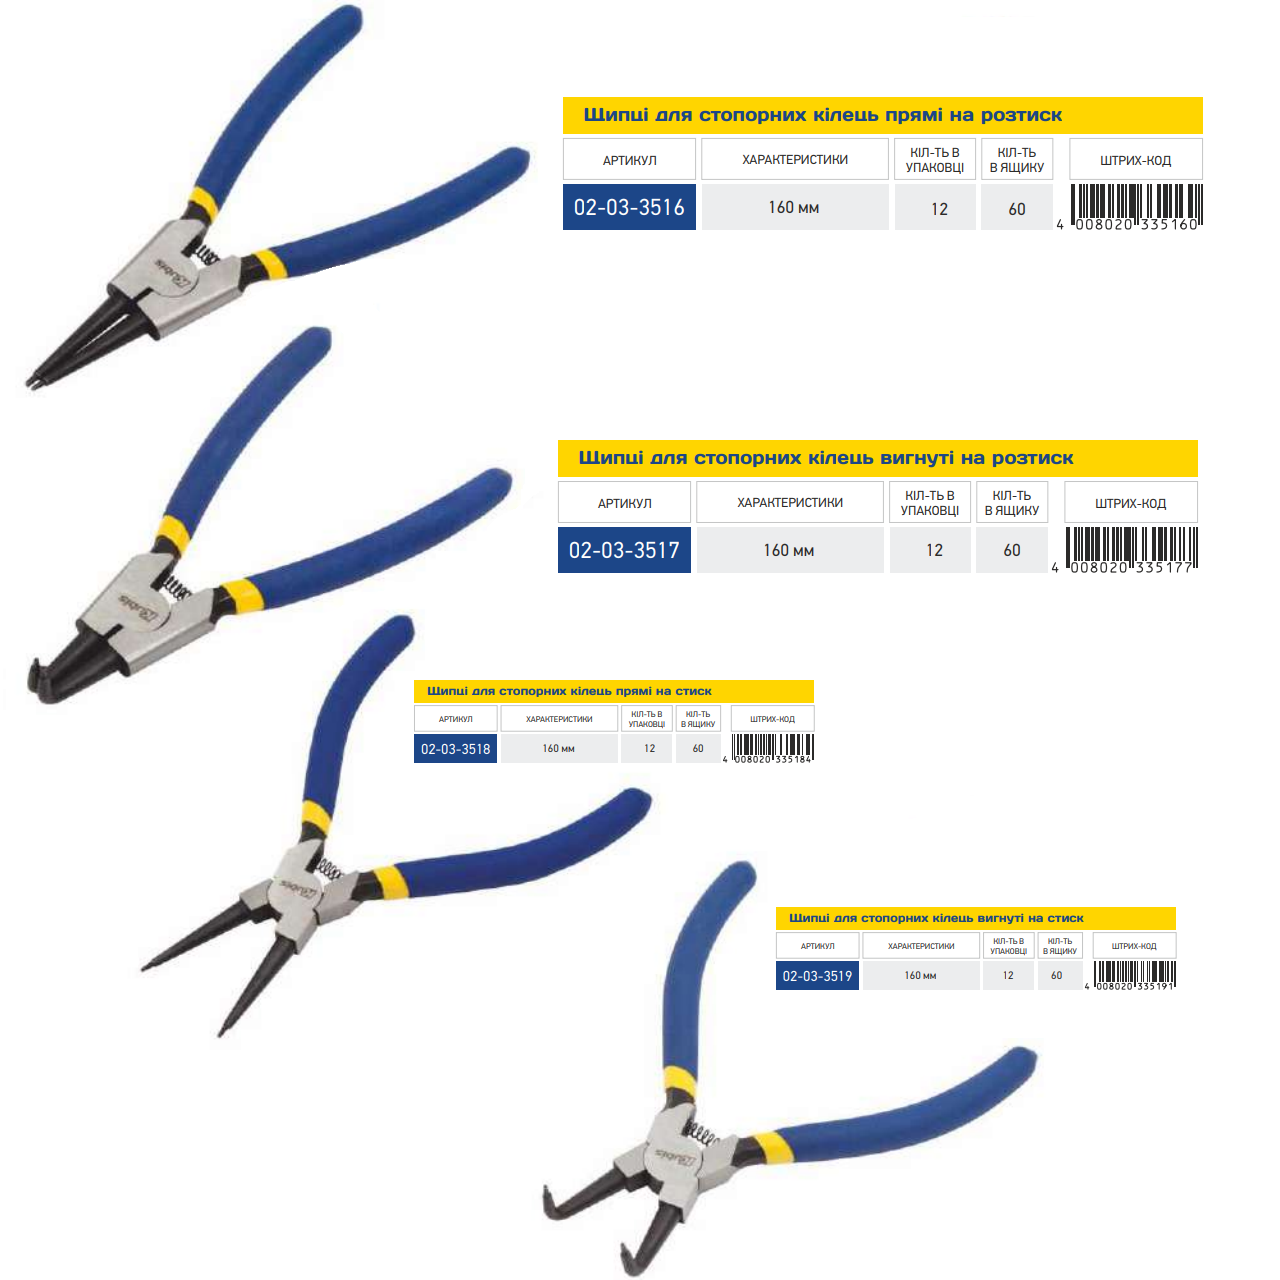 Щипці для стопорних кілець прямі на розтиск
АРТИКУЛ ХАРАКТЕРИСТИКИ КІЛ-ТЬ В УПАКОВЦІ КІЛ-ТЬ В ЯЩИКУ ШТРИХ-КОД
02-03-3516 160 мм 12 60 4 008020 335160
Kubis
Щипці для стопорних кілець вигнуті на розтиск
АРТИКУЛ ХАРАКТЕРИСТИКИ КІЛ-ТЬ В УПАКОВЦІ КІЛ-ТЬ В ЯЩИКУ ШТРИХ-КОД
02-03-3517 160 мм 12 60 4 008020 335177
Kubis
Щипці для стопорних кілець прямі на стиск
АРТИКУЛ ХАРАКТЕРИСТИКИ КІЛ-ТЬ В УПАКОВЦІ КІЛ-ТЬ В ЯЩИКУ ШТРИХ-КОД
02-03-3518 160 мм 12 60 4 008020 335184
Kubis
Щипці для стопорних кілець вигнуті на стиск
АРТИКУЛ ХАРАКТЕРИСТИКИ КІЛ-ТЬ В УПАКОВЦІ КІЛ-ТЬ В ЯЩИКУ ШТРИХ-КОД
02-03-3519 160 мм 12 60 4 008020 335191
Kubis